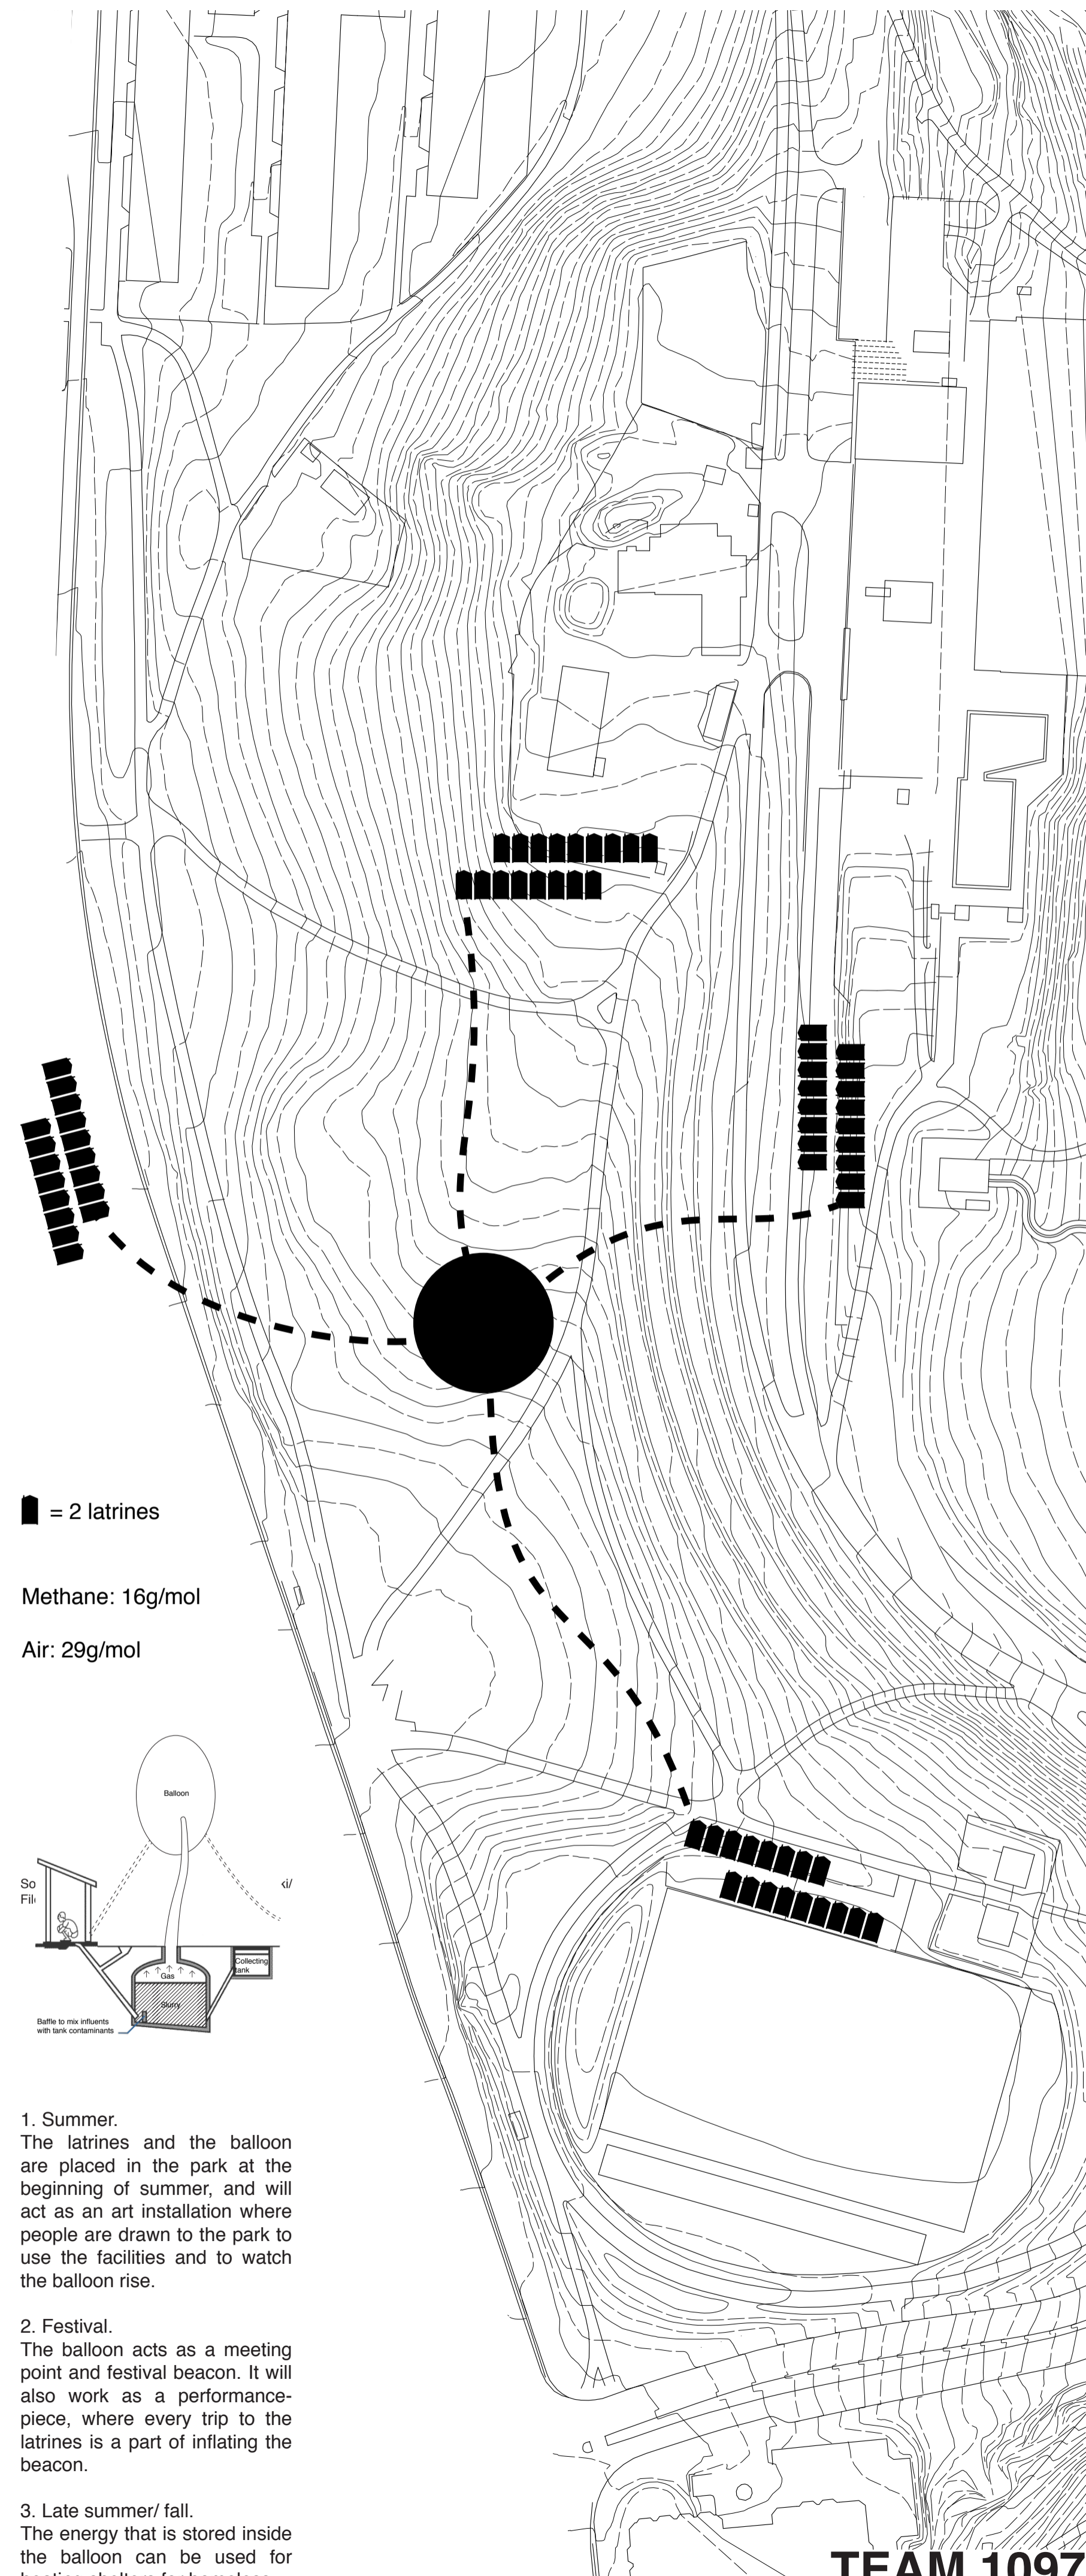 = 2 latrines
Methane: 16g/mol
Air: 29g/mol
Balloon
So
ki/
Fil
Collecting
tank
Gas
Slurry
Baffle to mix influents
with tank contaminants
1. Summer.
The latrines and the balloon
are placed in the park at the
beginning of summer, and will
act as an art installation where
people are drawn to the park to
use the facilities and to watch
the balloon rise.
2. Festival.
The balloon acts as a meeting
point and festival beacon. It will
also work as a performance-
piece, where every trip to the
latrines is a part of inflating the
beacon.
3. Late summer/ fall.
The energy that is stored inside
the balloon can be used for
TEAM 1097